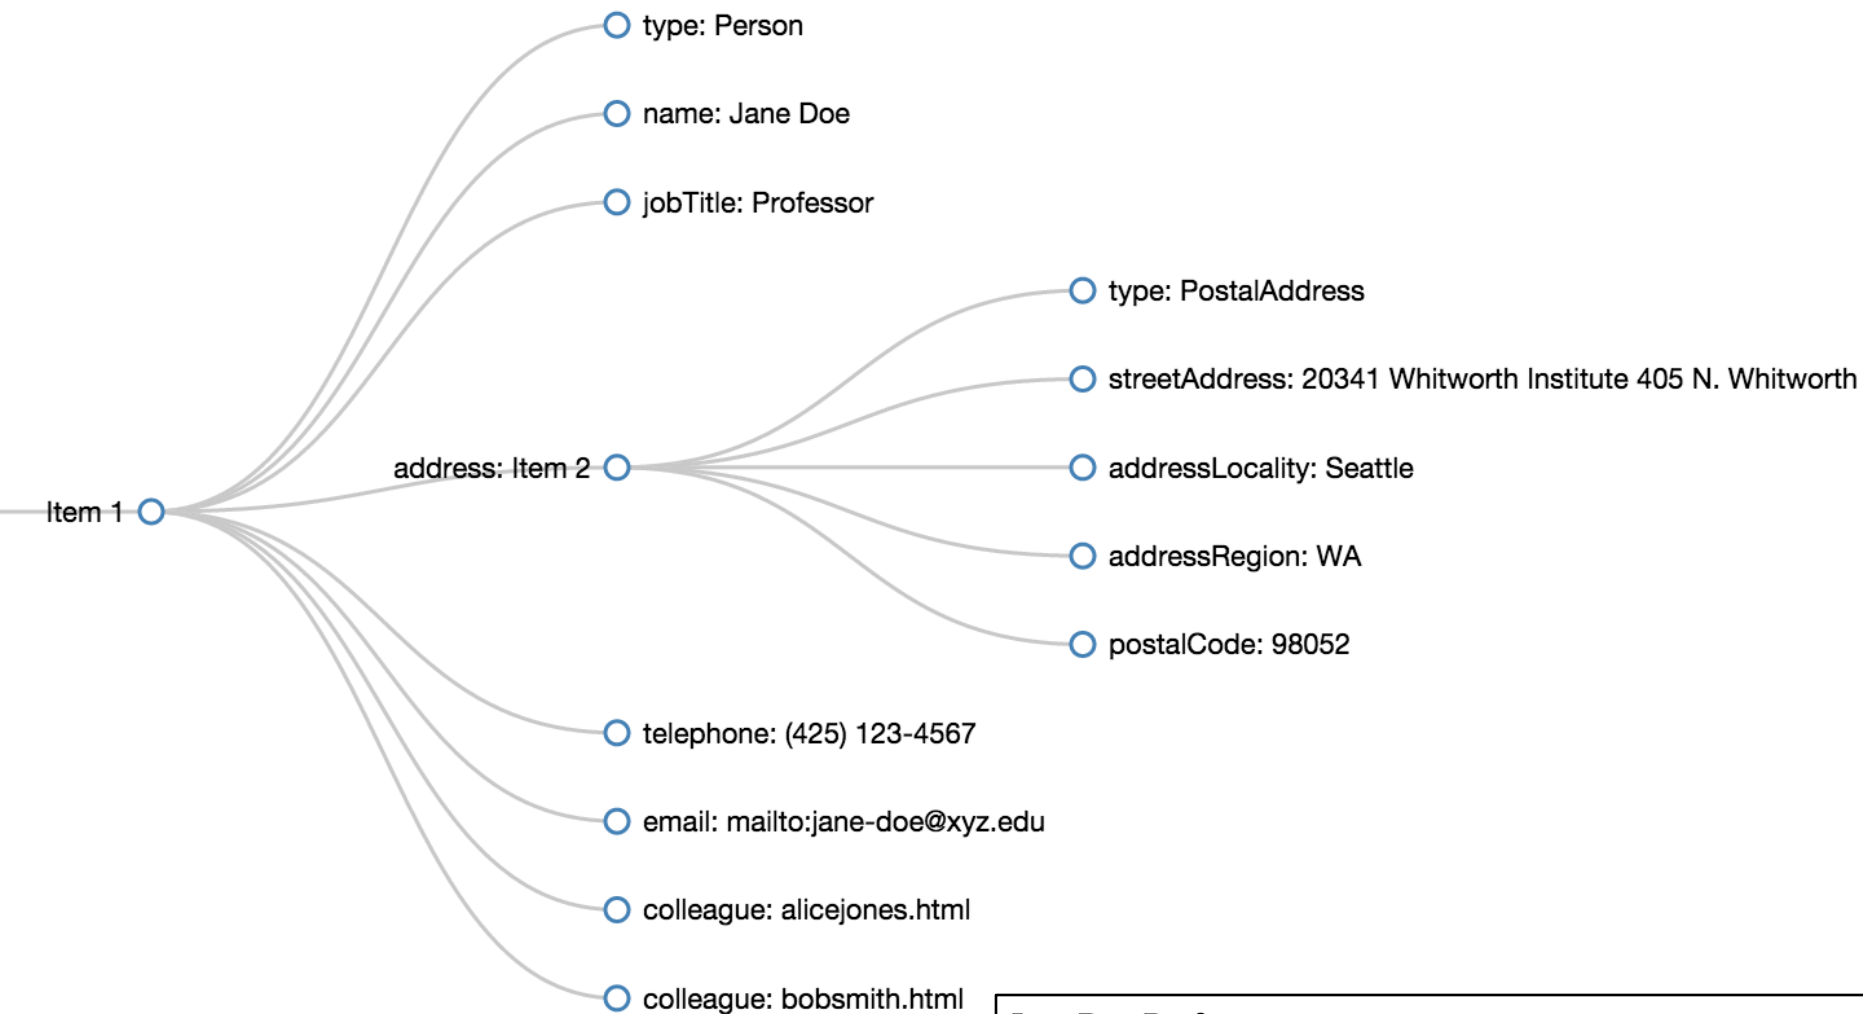 type: Person
name: Jane Doe
jobTitle: Professor
type: PostalAddress
streetAddress: 20341 Whitworth Institute 405 N. Whitworth
address: Item 2
addressLocality: Seattle
Item 1
addressRegion: WA
postalCode: 98052
telephone: (425) 123-4567
email: mailto:jane-doe@xyz.edu
colleague: alicejones.html
colleague: bobsmith.html